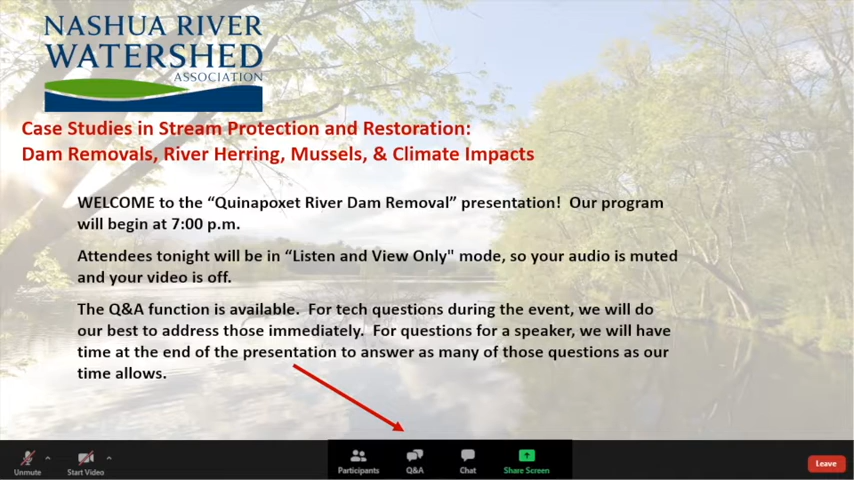 NASHUA RIVER
WATERSHED
ASSOCIATION
Case Studies in Stream Protection and Restoration:
Dam Removals, River Herring, Mussels, & Climate Impacts
WELCOME to the “Quinapoxet River Dam Removal” presentation!  Our program
will begin at 7:00 p.m.
Attendees tonight will be in “Listen and View Only" mode, so your audio is muted
and your video is off.
The Q&A function is available.  For tech questions during the event, we will do
our best to address those immediately.  For questions for a speaker, we will have
time at the end of the presentation to answer as many of those questions as our
time allows.
Unmute Start Video Participants Q&A Chat Share Screen Leave